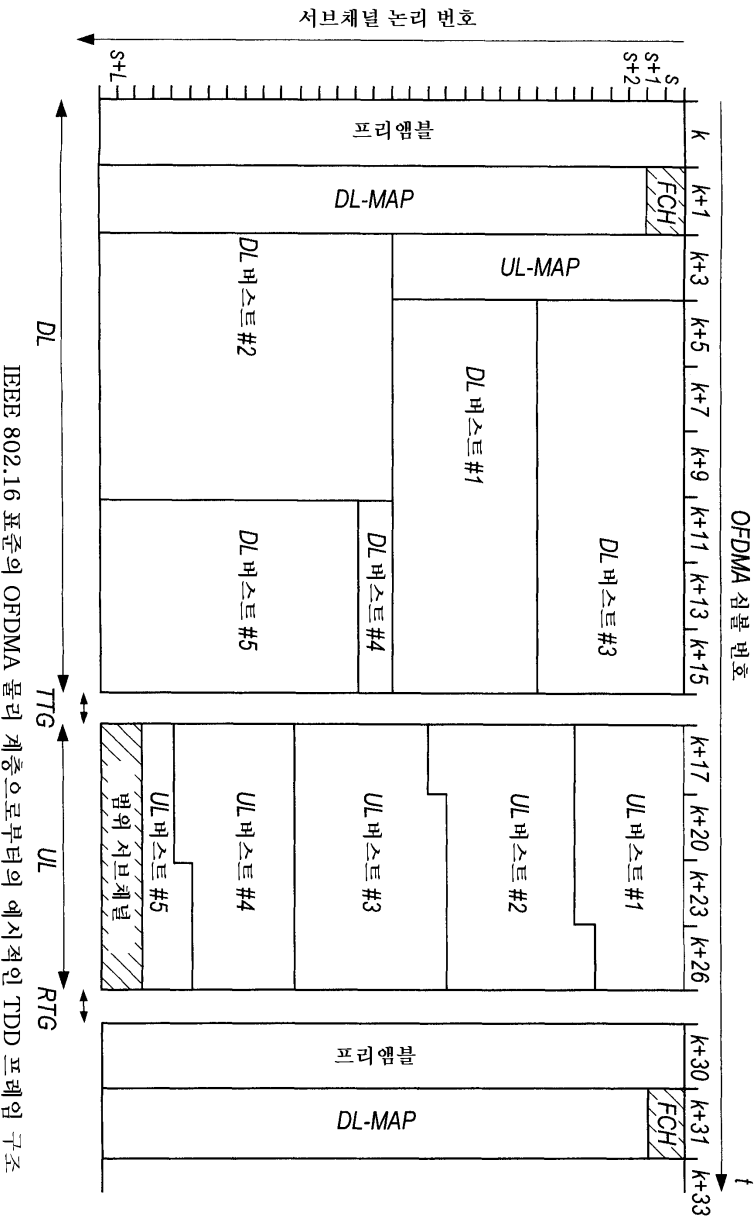 OFDMA 심볼 번호
t
k
k+1
k+3
k+5
k+7
k+9
k+11
k+13
k+15
k+17
k+20
k+23
k+26
k+30
k+31
k+33
서브채널 논리 번호
s
s+1
s+2
s+L
프리앰블
FCH
DL-MAP
UL-MAP
DL 버스트 #3
DL 버스트 #1
DL 버스트 #2
DL 버스트 #4
DL 버스트 #5
UL 버스트 #1
UL 버스트 #2
UL 버스트 #3
UL 버스트 #4
UL 버스트 #5
범위 서브채널
프리앰블
FCH
DL-MAP
DL
TTG
UL
RTG
IEEE 802.16 표준의 OFDMA 물리 계층으로부터의 예시적인 TDD 프레임 구조